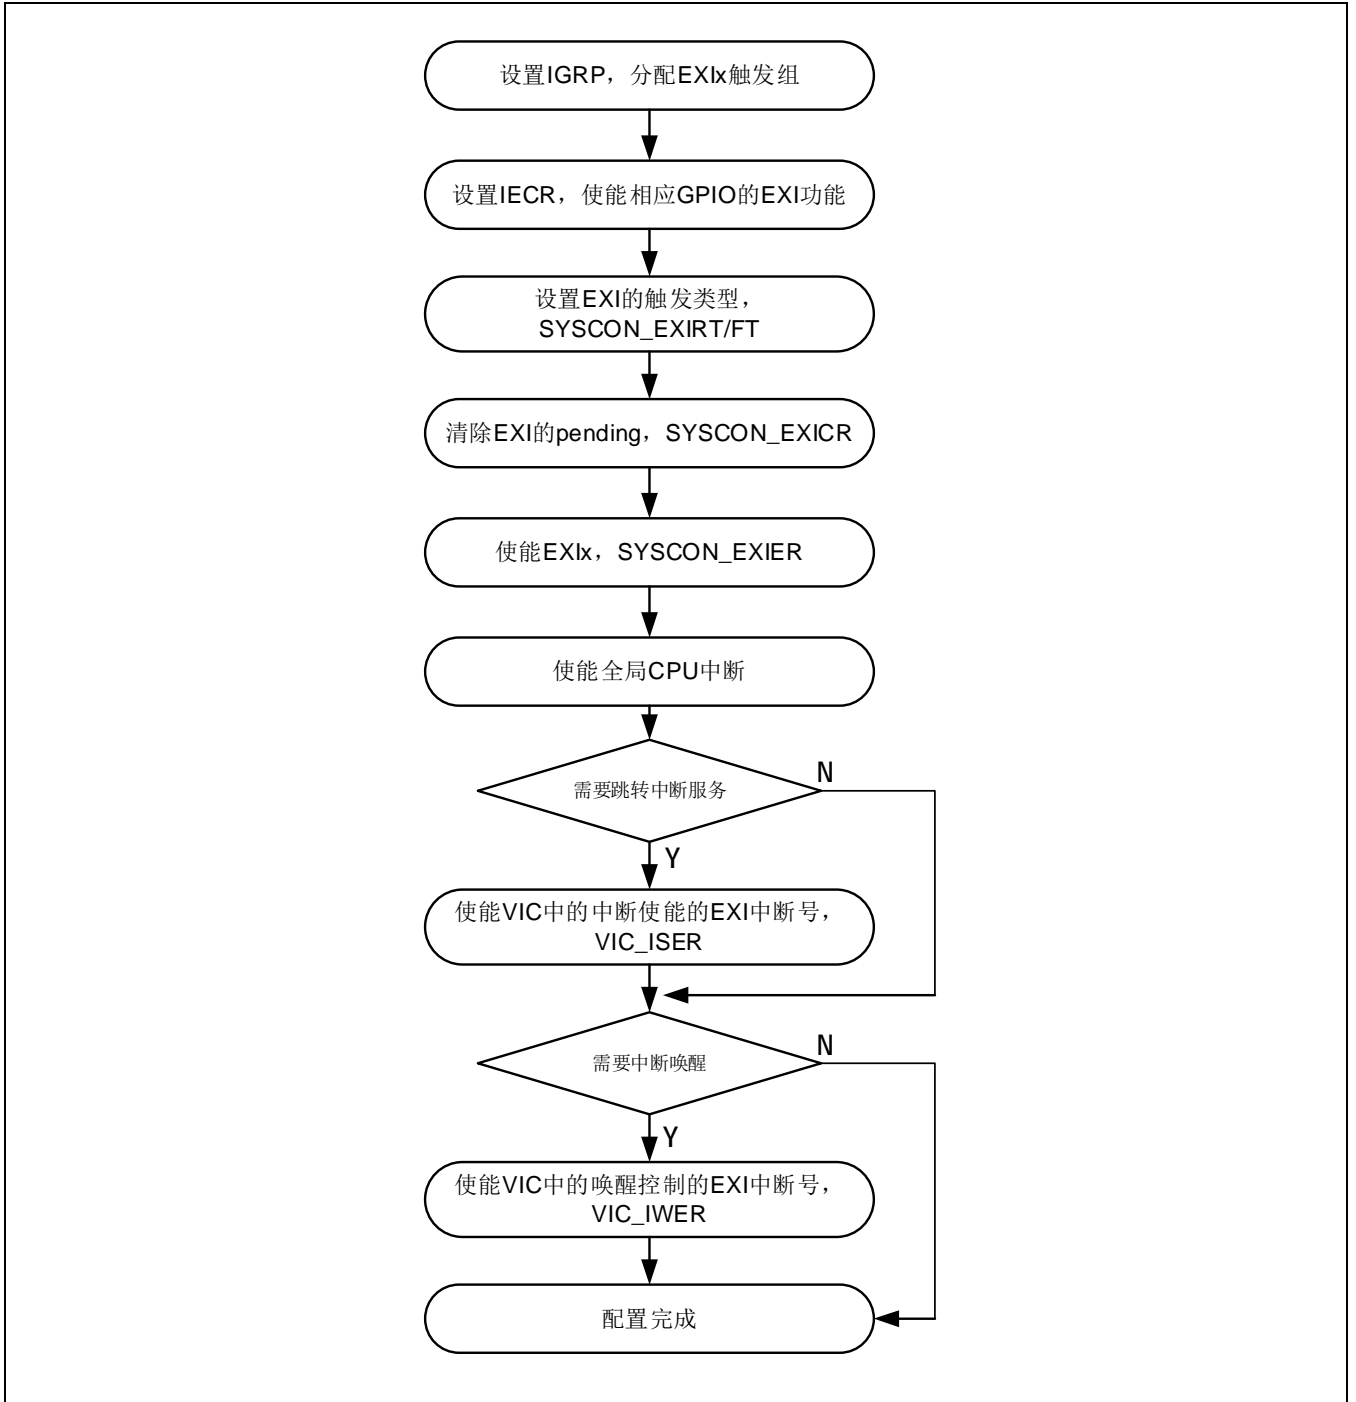 设置IGRP，分配EXIx触发组
设置IECR，使能相应GPIO的EXI功能
设置EXI的触发类型，
SYSCON_EXIRT/FT
清除EXI的pending，SYSCON_EXICR
使能EXIx，SYSCON_EXIER
使能全局CPU中断
需要跳转中断服务
N
Y
使能VIC中的中断使能的EXI中断号，
VIC_ISER
需要中断唤醒
N
Y
使能VIC中的唤醒控制的EXI中断号，
VIC_IWER
配置完成